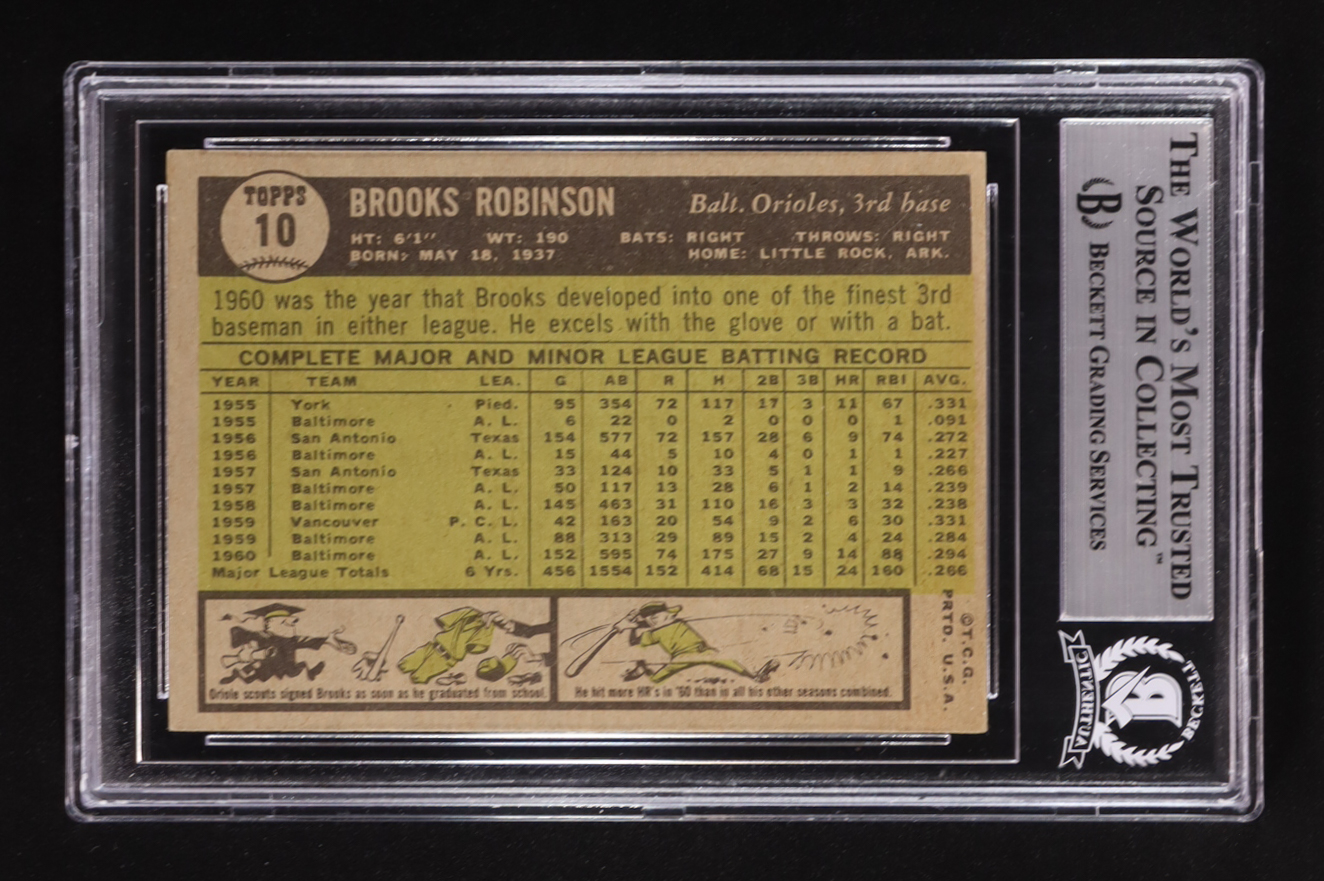 TOPPS
10
BROOKS ROBINSON Balt. Orioles, 3rd base
HT: 6'1" WT: 190 BATS: RIGHT THROWS: RIGHT
BORN: MAY 18, 1937 HOME: LITTLE ROCK, ARK.
1960 was the year that Brooks developed into one of the finest 3rd
baseman in either league. He excels with the glove or with a bat.
COMPLETE MAJOR AND MINOR LEAGUE BATTING RECORD
YEAR TEAM LEA. G AB R H 2B 3B HR RBI AVG.
1955 York Pied. 95 354 72 117 17 3 11 67 .331
1955 Baltimore A. L. 6 22 0 2 0 0 0 1 .091
1956 San Antonio Texas 154 577 72 157 28 6 9 74 .272
1956 Baltimore A. L. 15 44 5 10 4 0 1 1 .227
1957 San Antonio Texas 33 124 10 33 5 1 1 9 .266
1957 Baltimore A. L. 50 117 13 28 6 1 2 14 .239
1958 Baltimore A. L. 145 463 31 110 16 3 3 32 .238
1959 Vancouver P. C. L. 42 163 20 54 9 2 6 30 .331
1959 Baltimore A. L. 88 313 29 89 15 2 4 24 .284
1960 Baltimore A. L. 152 595 74 175 27 9 14 88 .294
Major League Totals 6 Yrs. 456 1554 152 414 68 15 24 160 .266
Oriole scouts signed Brooks as soon as he graduated from school.
He hit more HR's in '60 than in all his other seasons combined.
©T.C.G.
PRTD. U.S.A.
THE WORLD'S MOST TRUSTED
SOURCE IN COLLECTING™
B BECKETT GRADING SERVICES
BECKETT
B
AUTHENTIC